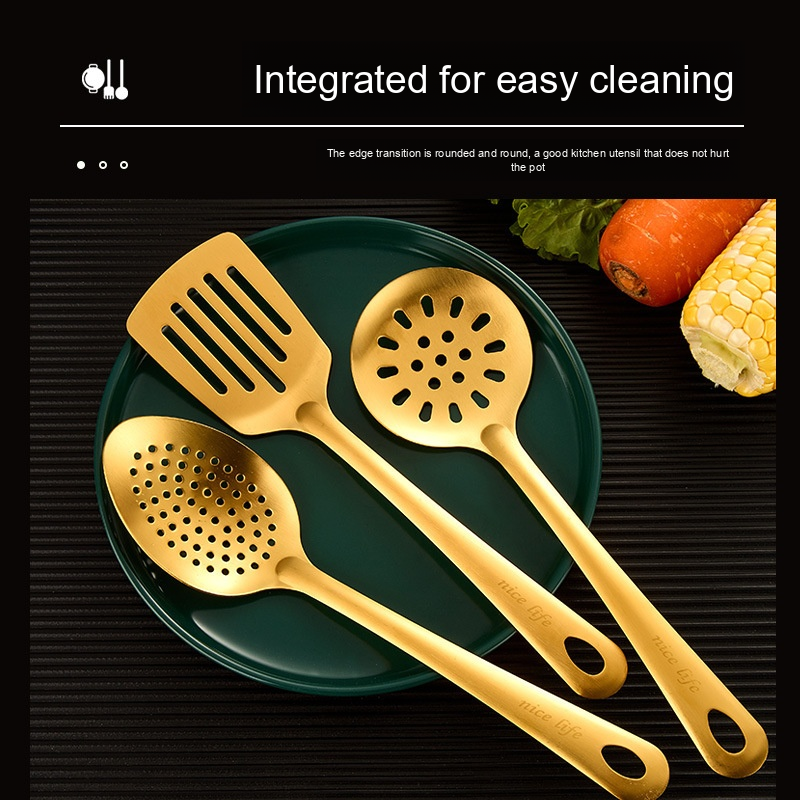 Integrated for easy cleaning
The edge transition is rounded and round, a good kitchen utensil that does not hurt
the pot
nice life
nice life
nice life